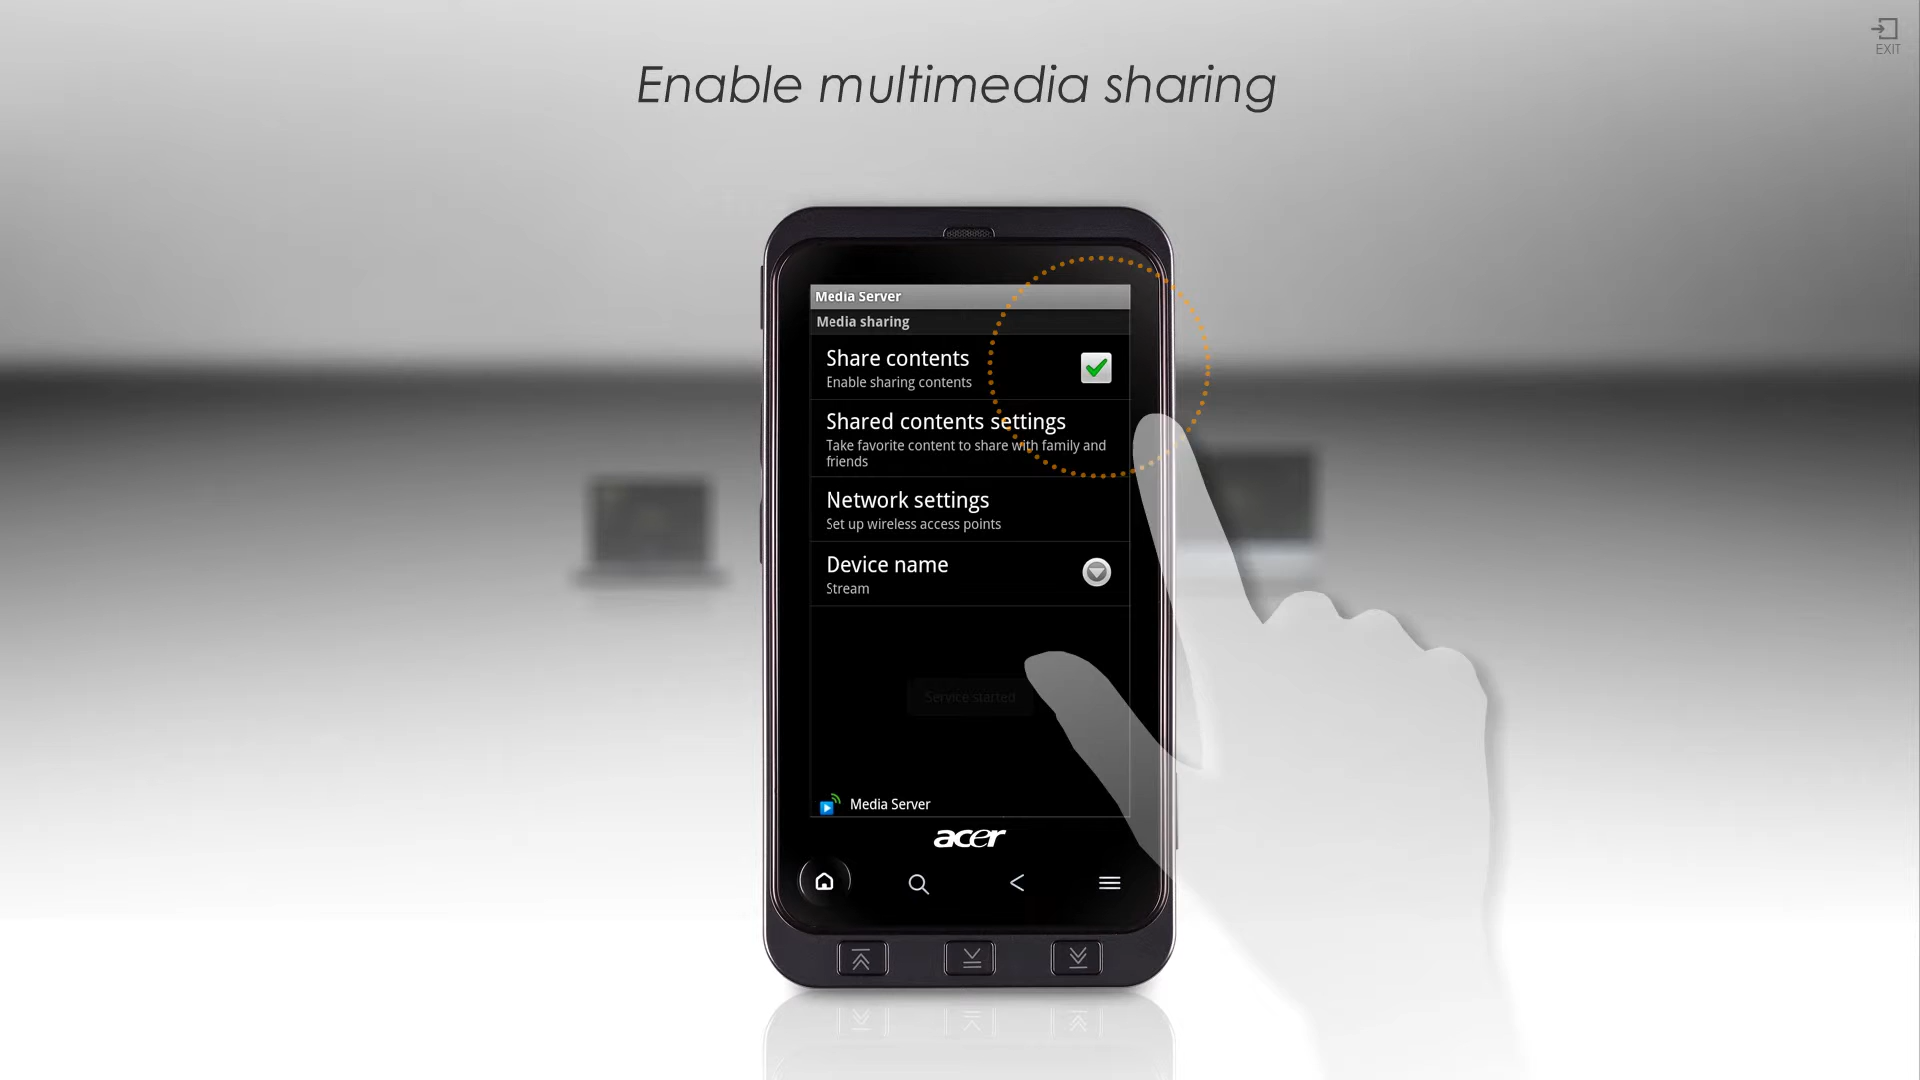 EXIT
Enable multimedia sharing
Media Server
Media sharing
Share contents
Enable sharing contents
Shared contents settings
Take favorite content to share with family and
friends
Network settings
Set up wireless access points
Device name
Stream
Service started
Media Server
acer